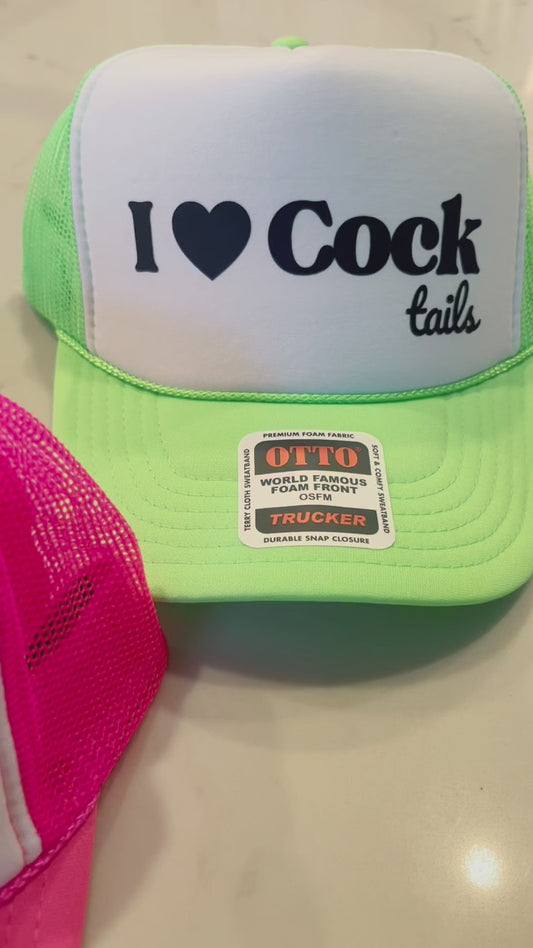 I ♥ Cock
tails
PREMIUM FOAM FABRIC
OTTO®
WORLD FAMOUS
FOAM FRONT
OSFM
TRUCKER
DURABLE SNAP CLOSURE
TERRY CLOTH SWEATBAND
SOFT & COMFY SWEATBAND